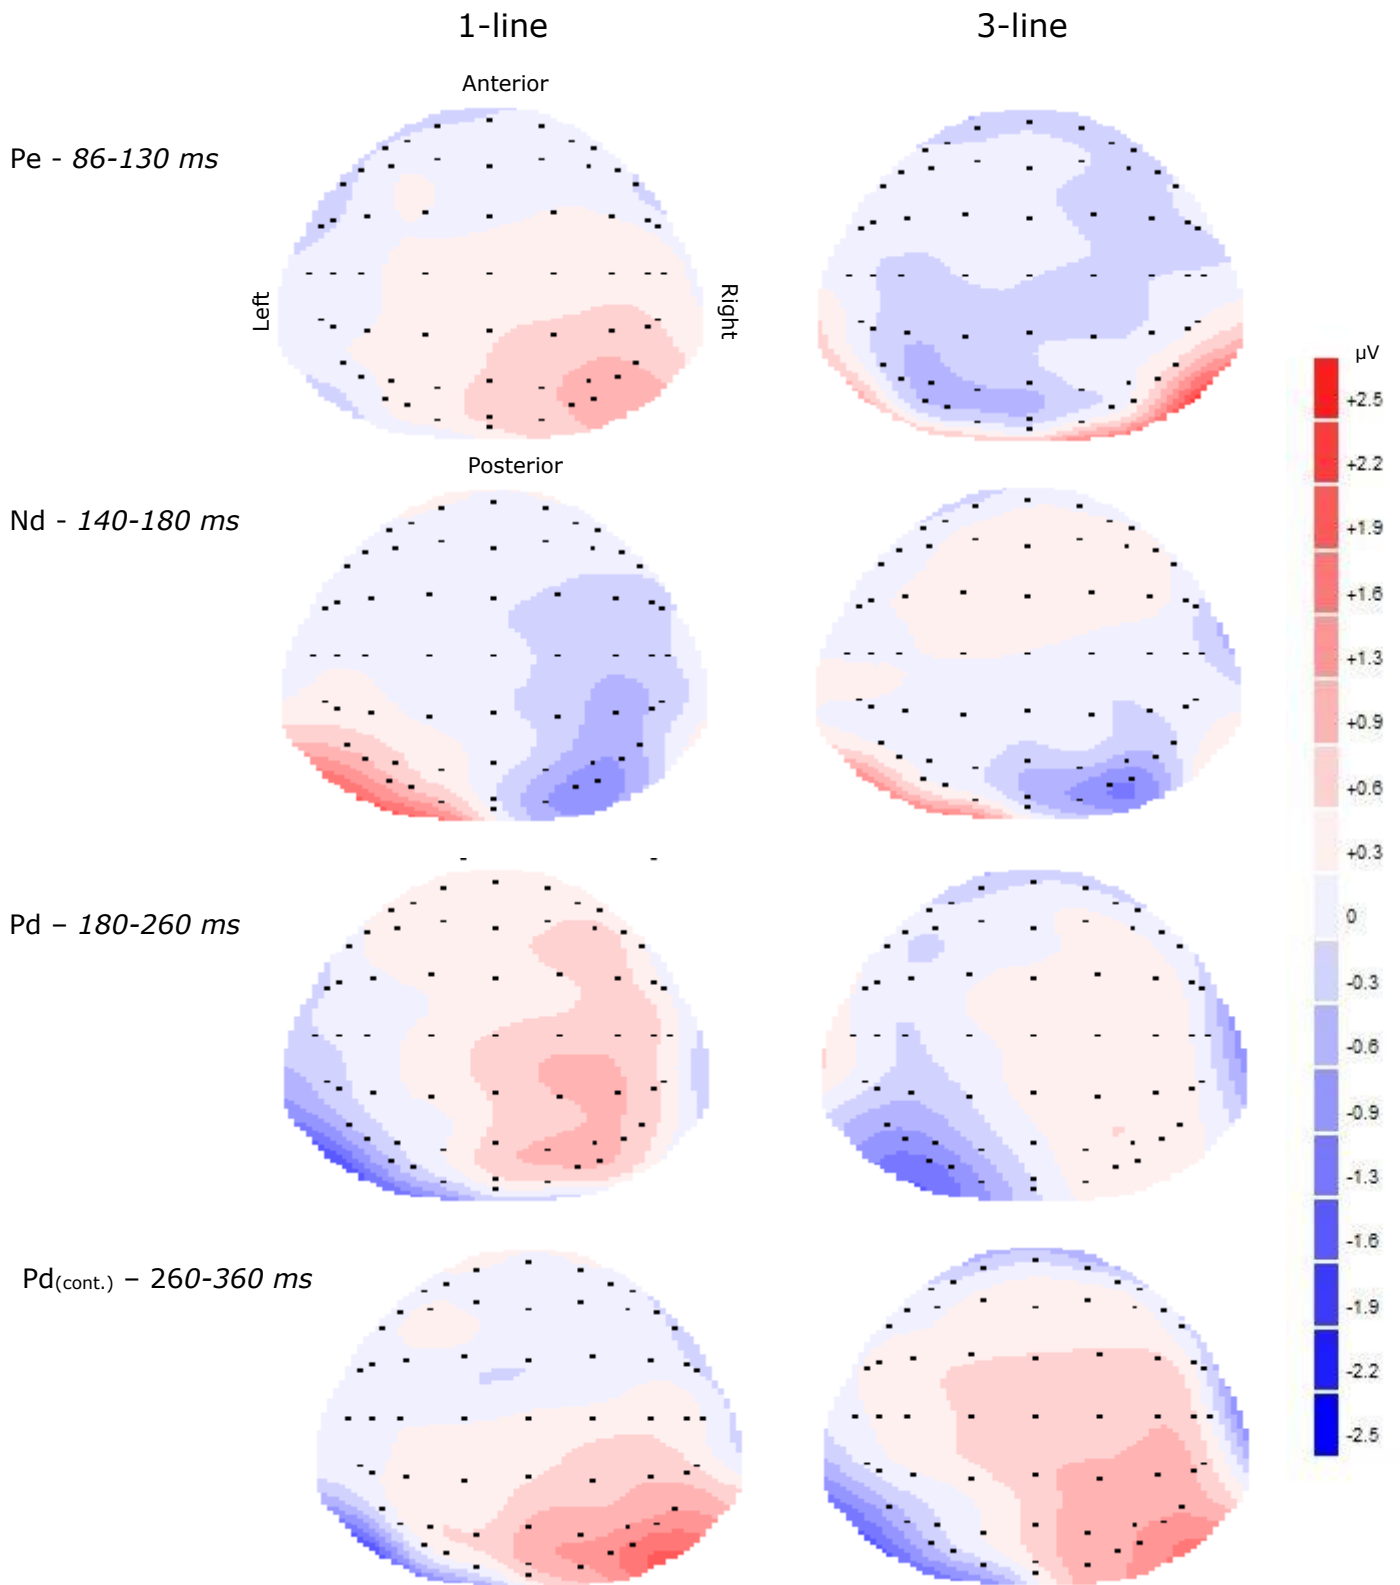 1-line
3-line
Anterior
Pe - 86-130 ms
Left
Right
µV
+2.5
Posterior
+2.2
Nd - 140-180 ms
+1.9
+1.6
+1.3
+0.9
+0.6
+0.3
Pd – 180-260 ms
0
-0.3
-0.6
-0.9
-1.3
-1.6
Pd(cont.) – 260-360 ms
-1.9
-2.2
-2.5